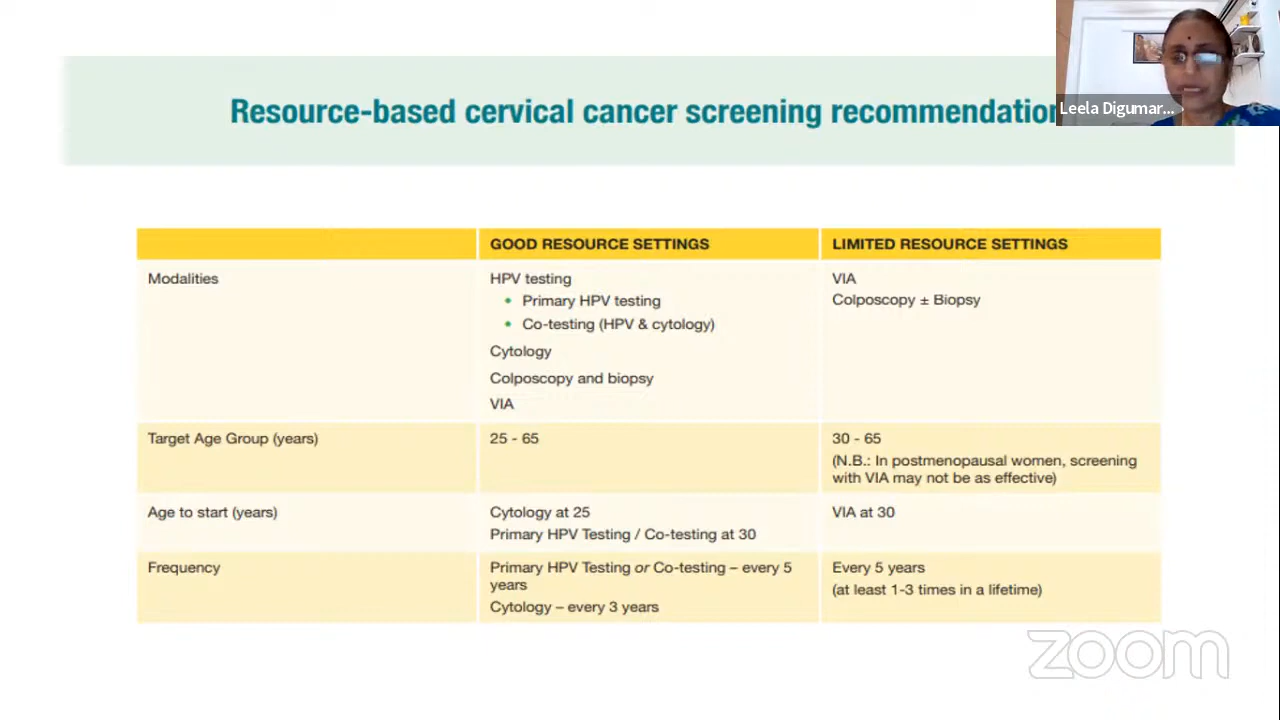 Resource-based cervical cancer screening recommendation
Leela Digumar...
GOOD RESOURCE SETTINGS
LIMITED RESOURCE SETTINGS
Modalities
HPV testing
• Primary HPV testing
• Co-testing (HPV & cytology)
Cytology
Colposcopy and biopsy
VIA
VIA
Colposcopy ± Biopsy
Target Age Group (years)
25 - 65
30 - 65
(N.B.: In postmenopausal women, screening
with VIA may not be as effective)
Age to start (years)
Cytology at 25
Primary HPV Testing / Co-testing at 30
VIA at 30
Frequency
Primary HPV Testing or Co-testing – every 5
years
Cytology – every 3 years
Every 5 years
(at least 1-3 times in a lifetime)
zoom